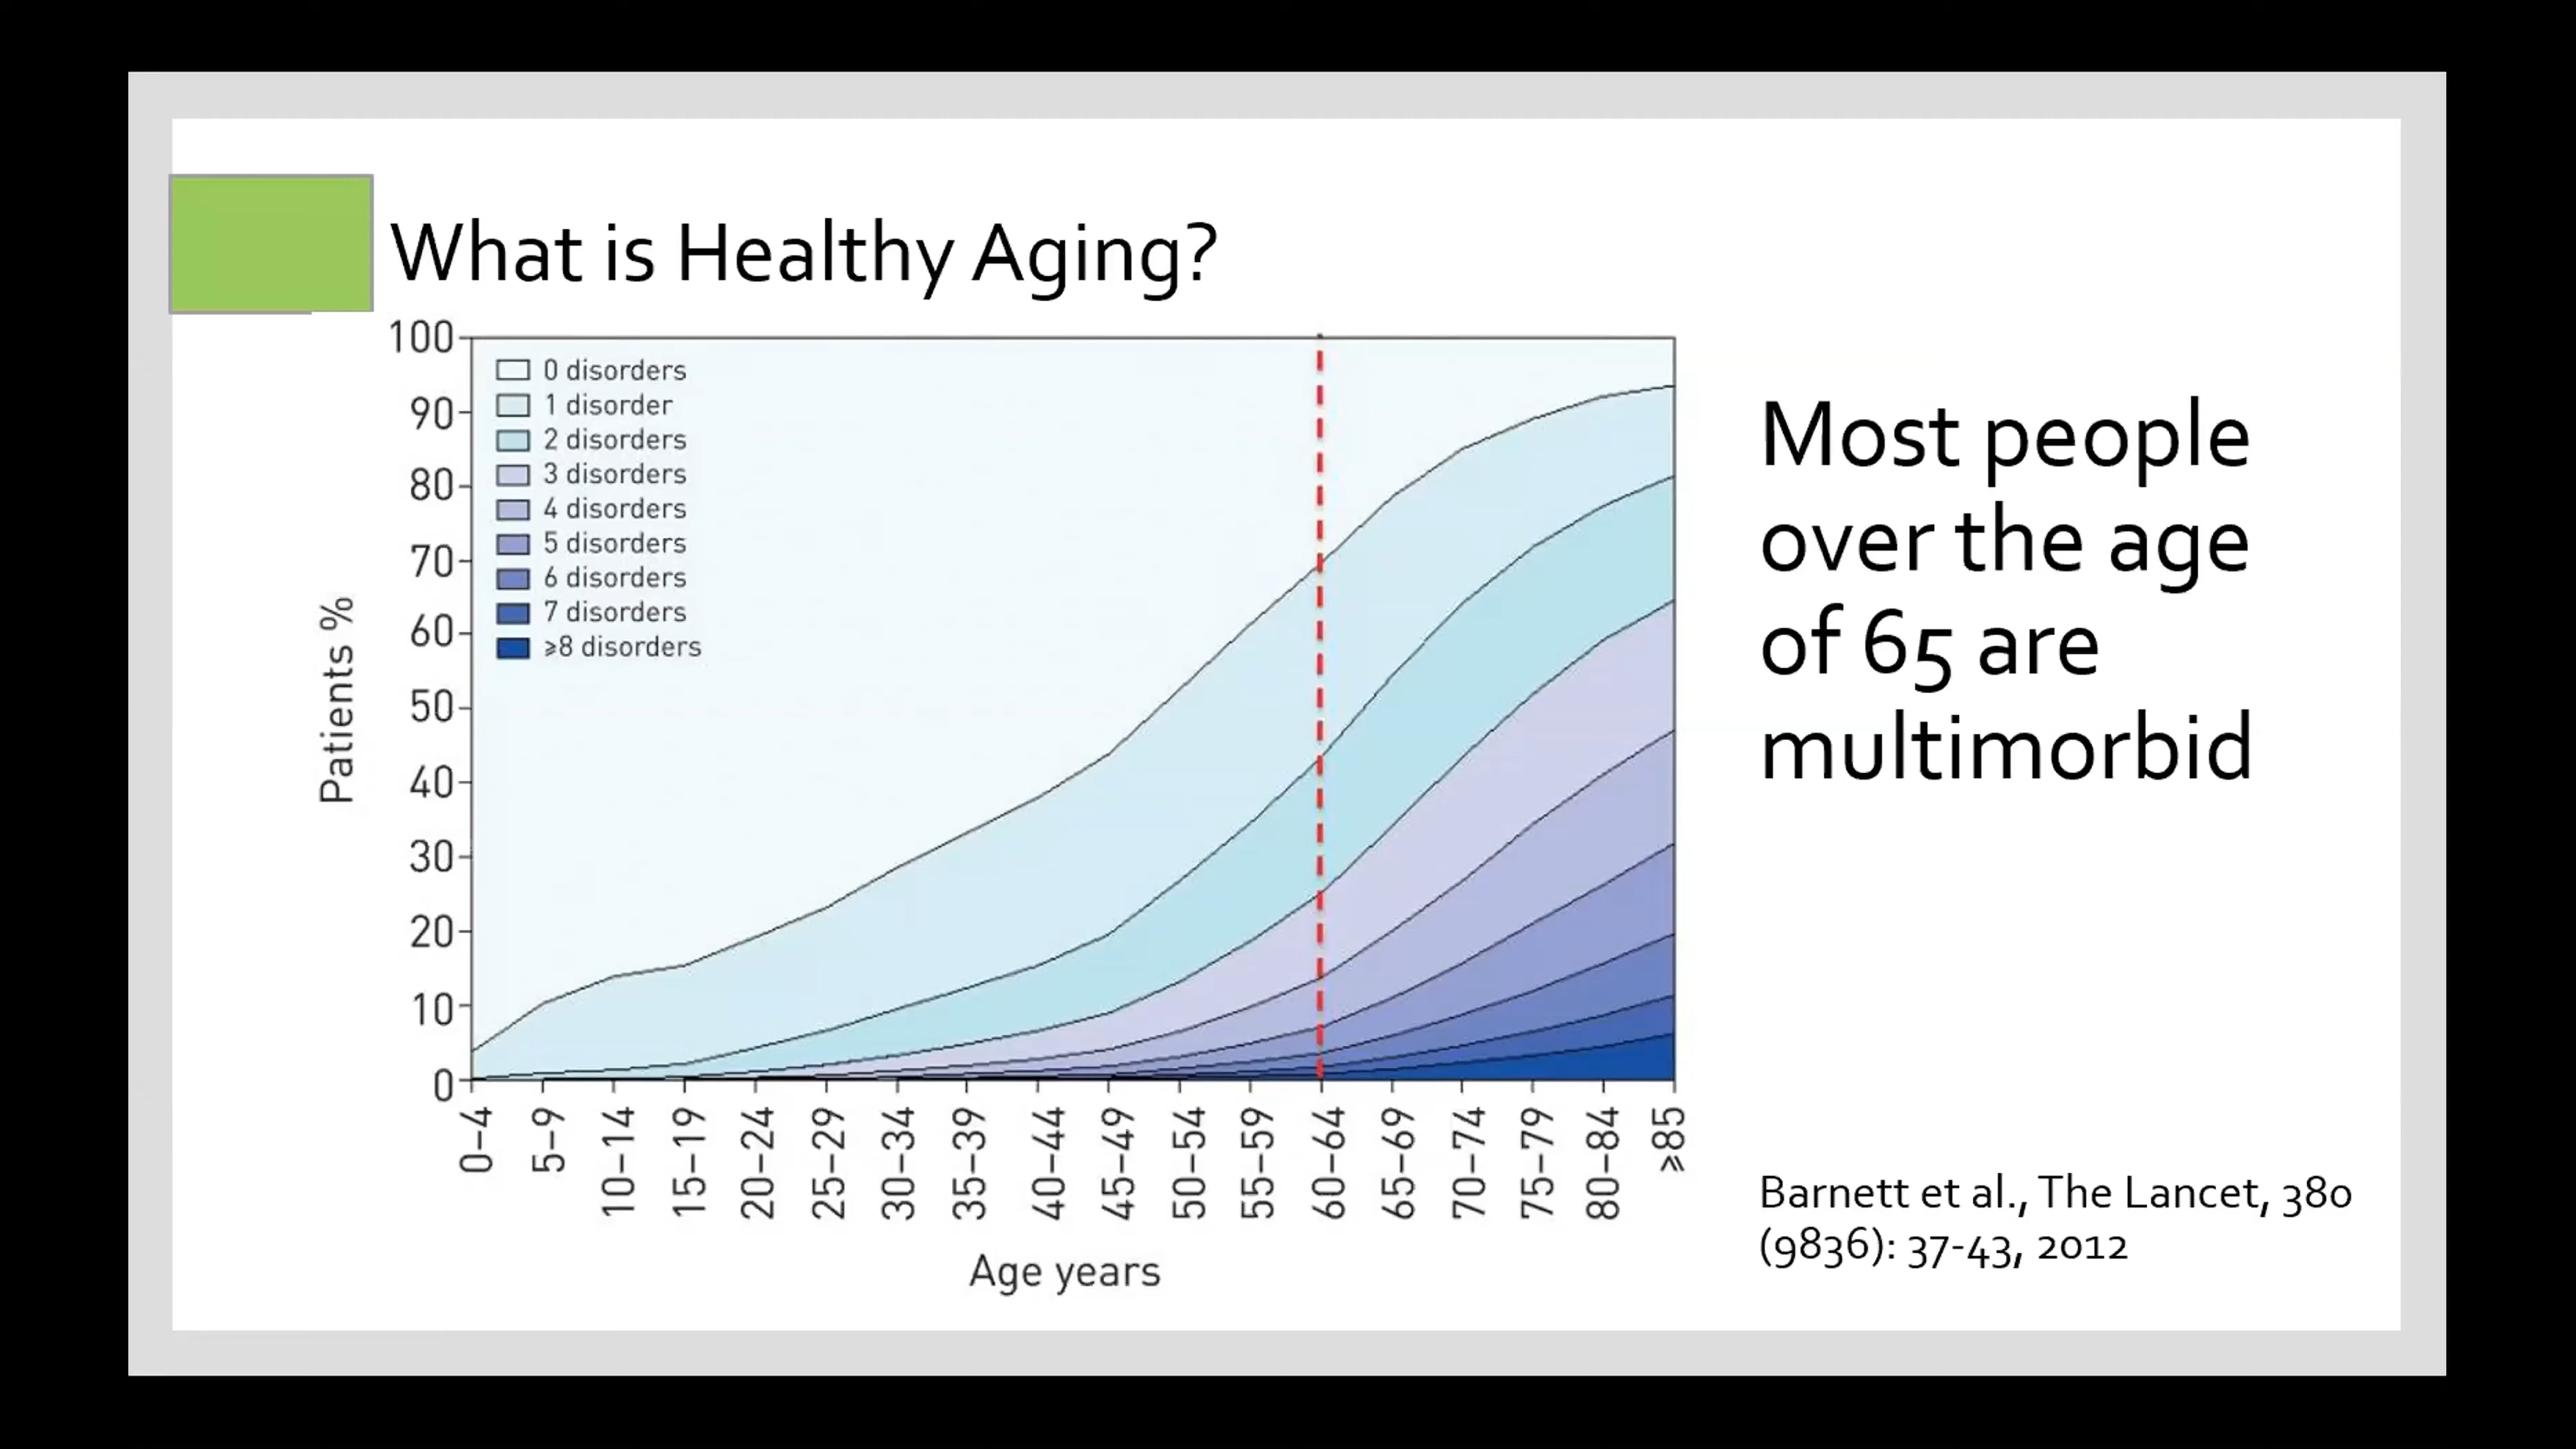 What is Healthy Aging?
100
90
80
70
60
50
40
30
20
10
0
Patients %
0 disorders
1 disorder
2 disorders
3 disorders
4 disorders
5 disorders
6 disorders
7 disorders
≥8 disorders
0–4
5–9
10–14
15–19
20–24
25–29
30–34
35–39
40–44
45–49
50–54
55–59
60–64
65–69
70–74
75–79
80–84
≥85
Age years
Most people
over the age
of 65 are
multimorbid
Barnett et al., The Lancet, 380
(9836): 37-43, 2012